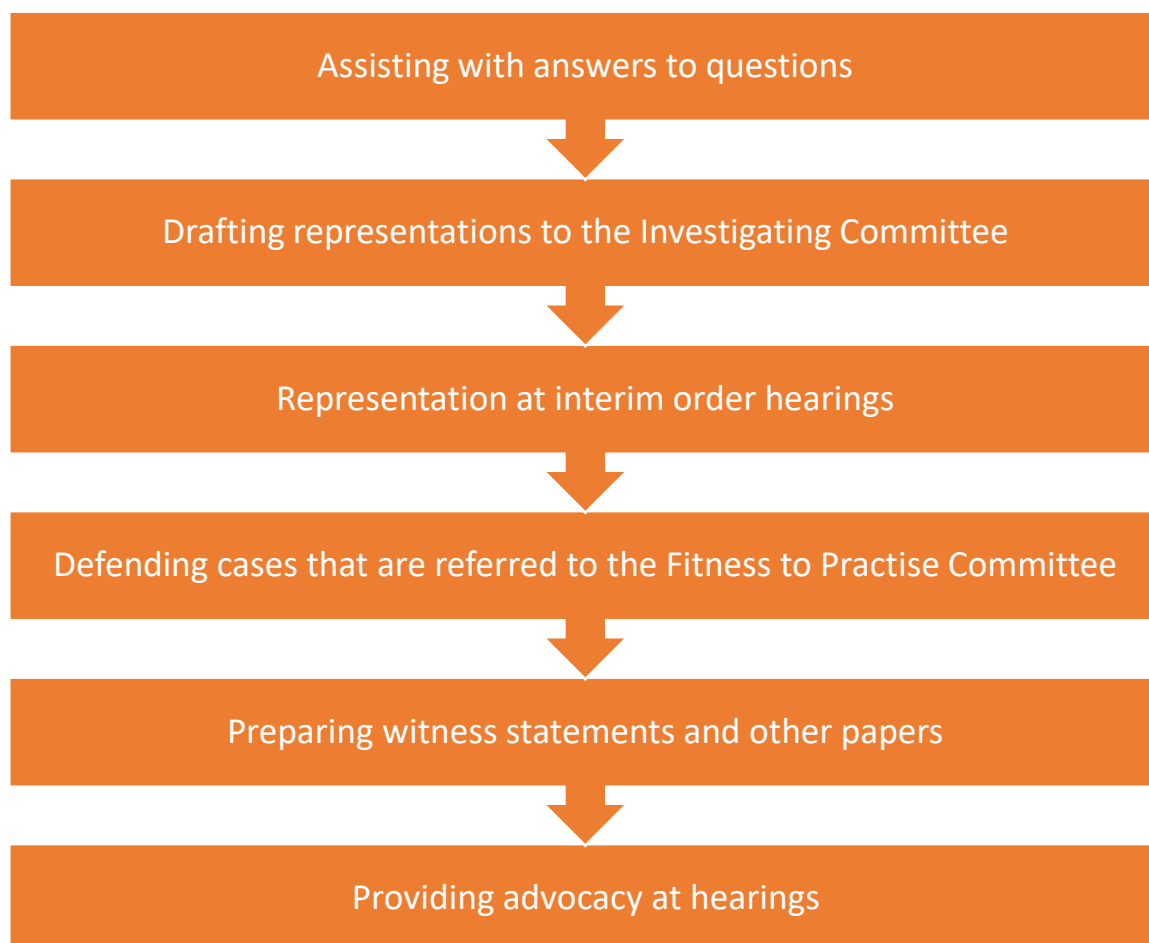 Assisting with answers to questions
Drafting representations to the Investigating Committee
Representation at interim order hearings
Defending cases that are referred to the Fitness to Practise Committee
Preparing witness statements and other papers
Providing advocacy at hearings